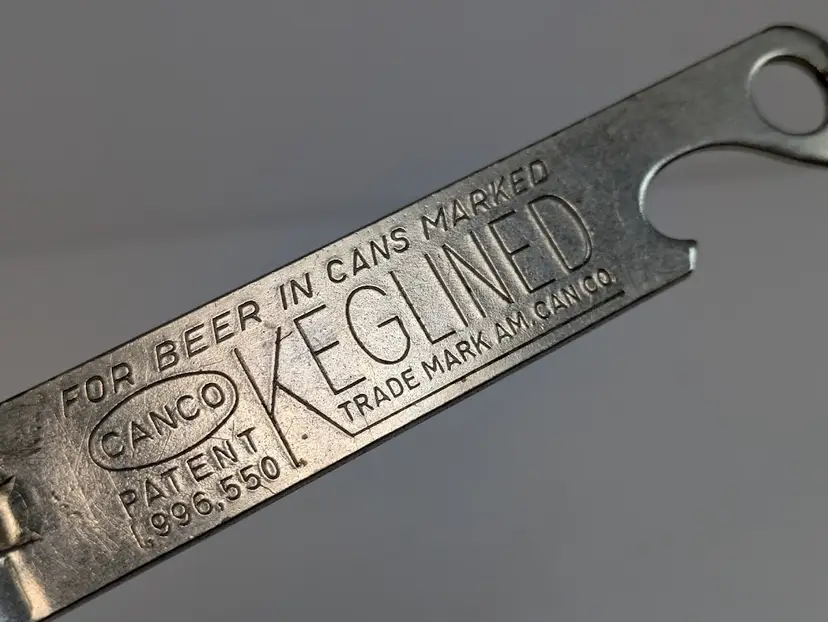 FOR BEER IN CANS MARKED
KEGLINED
TRADE MARK AM. CAN CO.
CANCO
PATENT
1,996,550